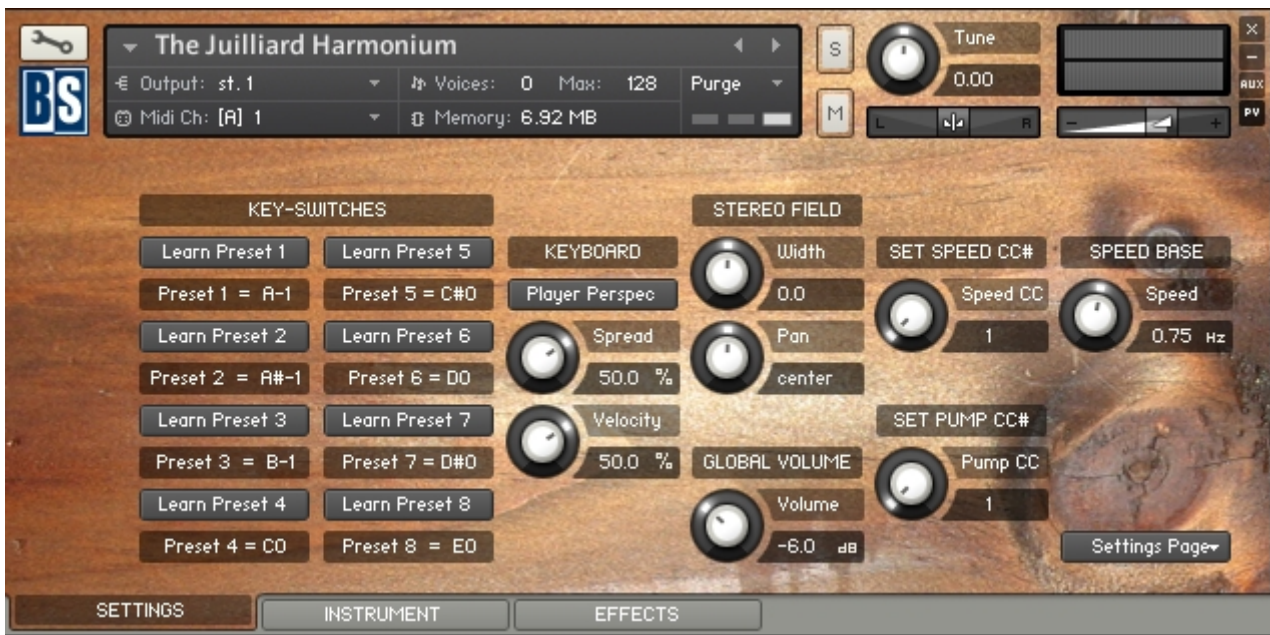 The Juilliard Harmonium
S
Tune
X
-
BS
Output: st.1
Voices: 0 Max: 128
Purge
0.00
AUX
Midi Ch: [A] 1
Memory: 6.92 MB
M
L
R
-
+
PV
KEY-SWITCHES
STEREO FIELD
Learn Preset 1
Learn Preset 5
KEYBOARD
Width
SET SPEED CC#
SPEED BASE
Preset 1 = A-1
Preset 5 = C#0
Player Perspec
0.0
Speed CC
Speed
Learn Preset 2
Learn Preset 6
Spread
Pan
1
0.75 Hz
Preset 2 = A#-1
Preset 6 = D0
50.0 %
center
Learn Preset 3
Learn Preset 7
Velocity
SET PUMP CC#
Preset 3 = B-1
Preset 7 = D#0
50.0 %
GLOBAL VOLUME
Pump CC
Learn Preset 4
Learn Preset 8
Volume
1
Preset 4 = C0
Preset 8 = E0
-6.0 dB
Settings Page
SETTINGS
INSTRUMENT
EFFECTS